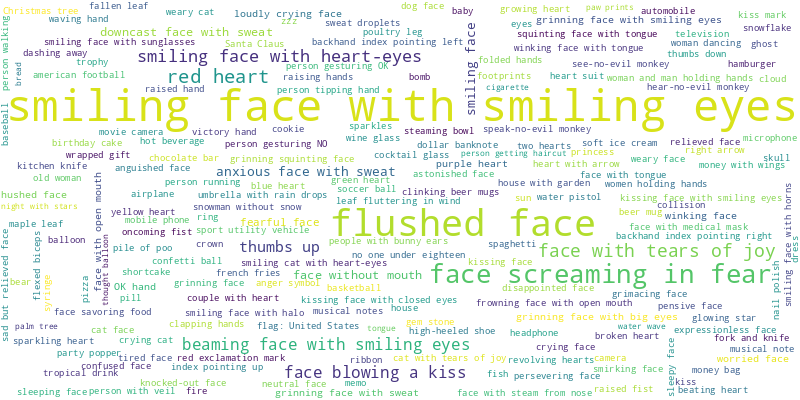 Christmas tree
fallen leaf
weary cat
loudly crying face
dog face
baby
growing heart
paw prints
automobile
kiss mark
waving hand
zzz
sweat droplets
eyes
grinning face with smiling eyes
snowflake
downcast face with sweat
poultry leg
squinting face with tongue
television
person walking
smiling face with sunglasses
Santa Claus
backhand index pointing left
smiling face
winking face with tongue
woman dancing
ghost
dashing away
smiling face with heart-eyes
folded hands
see-no-evil monkey
thumbs down
hamburger
bread
trophy
person gesturing OK
american football
red heart
raising hands
bomb
footprints
heart suit
woman and man holding hands
cloud
raised hand
person tipping hand
cigarette
hear-no-evil monkey
smiling face with smiling eyes
baseball
movie camera
victory hand
cookie
sparkles
steaming bowl
speak-no-evil monkey
birthday cake
hot beverage
person gesturing NO
wine glass
dollar banknote
two hearts
soft ice cream
relieved face
microphone
wrapped gift
chocolate bar
grinning squinting face
cocktail glass
person getting haircut
princess
right arrow
kitchen knife
anguished face
anxious face with sweat
purple heart
heart with arrow
weary face
money with wings
skull
old woman
person running
green heart
astonished face
face with tongue
hushed face
airplane
blue heart
soccer ball
clinking beer mugs
house with garden
women holding hands
umbrella with rain drops
leaf fluttering in wind
sun
water pistol
kissing face with smiling eyes
night with stars
yellow heart
snowman without snow
flushed face
beer mug
collision
winking face
maple leaf
mobile phone
ring
fearful face
face with medical mask
oncoming fist
sport utility vehicle
backhand index pointing right
dress
balloon
face with open mouth
crown
thumbs up
people with bunny ears
spaghetti
face with tears of joy
smiling face with horns
pile of poo
no one under eighteen
flexed biceps
thought balloon
confetti ball
smiling cat with heart-eyes
kissing face
sad but relieved face
shortcake
french fries
face without mouth
face screaming in fear
bear
syringe
pizza
OK hand
grinning face
anger symbol
basketball
disappointed face
nail polish
pill
couple with heart
kissing face with closed eyes
grimacing face
face savoring food
smiling face with halo
musical notes
house
frowning face with open mouth
pensive face
palm tree
clapping hands
gem stone
grinning face with big eyes
glowing star
cat face
flag: United States
tongue
high-heeled shoe
headphone
water wave
expressionless face
sparkling heart
crying cat
beaming face with smiling eyes
crying face
broken heart
fork and knife
party popper
ribbon
musical note
tired face
red exclamation mark
cat with tears of joy
revolving hearts
camera
sleepy face
worried face
confused face
index pointing up
face blowing a kiss
smirking face
tropical drink
fish
persevering face
money bag
knocked-out face
neutral face
memo
kiss
sleeping face
person with veil
fire
grinning face with sweat
face with steam from nose
raised fist
beating heart